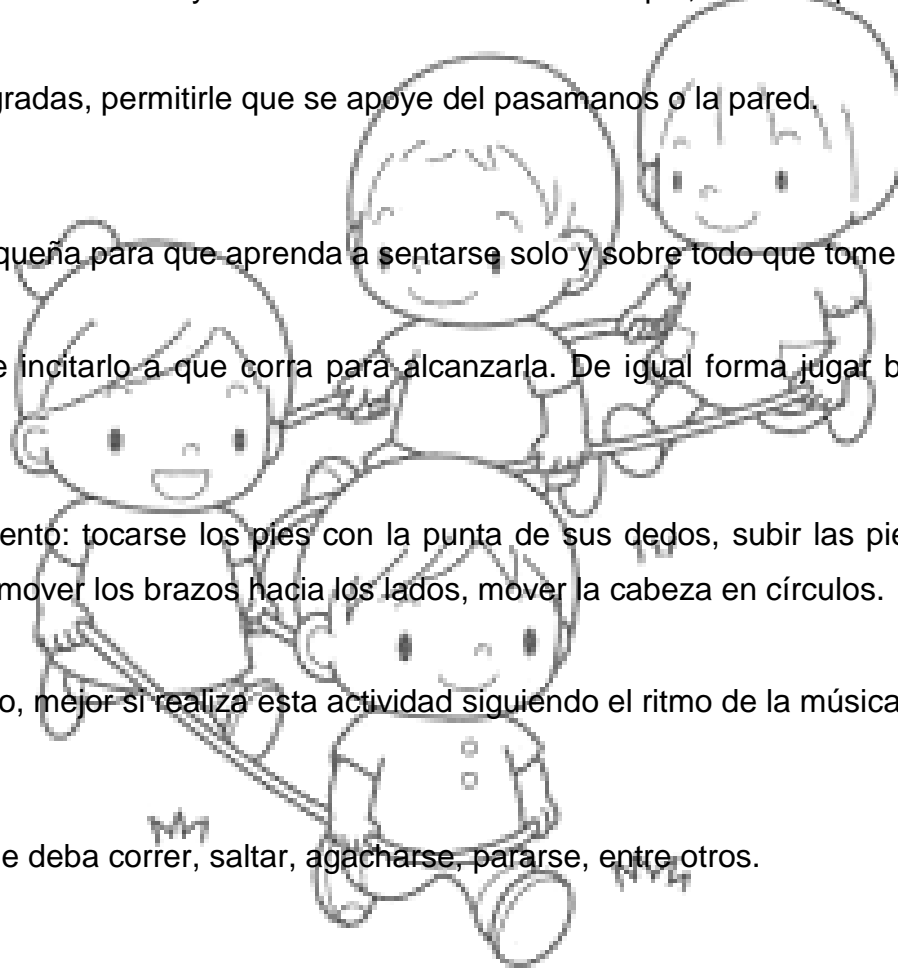 gradas, permitirle que se apoye del pasamanos o la pared.
queña para que aprenda a sentarse solo y sobre todo que tome
e incitarlo a que corra para alcanzarla. De igual forma jugar b
ento: tocarse los pies con la punta de sus dedos, subir las pie
mover los brazos hacia los lados, mover la cabeza en círculos.
o, mejor si realiza esta actividad siguiendo el ritmo de la música
e deba correr, saltar, agacharse, pararse, entre otros.